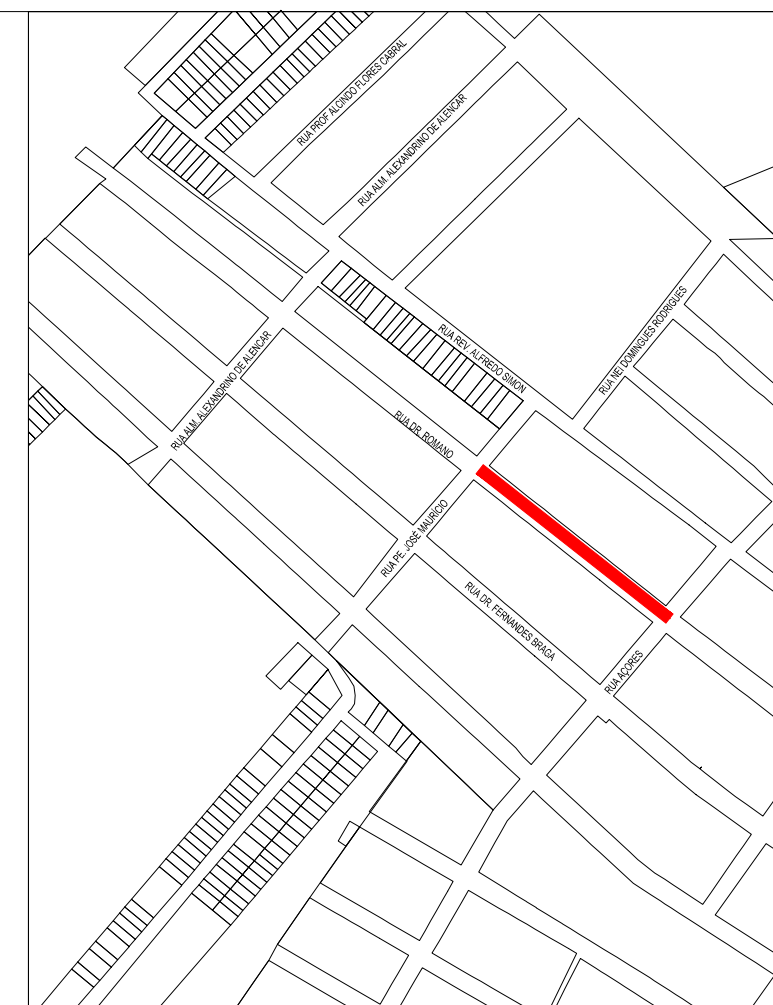 RUA PROF ALCINDO FLORES CABRAL
RUA ALM. ALEXANDRINO DE ALENCAR
RUA NEI DOMINGUES RODRIGUES
RUA REV. ALFREDO SIMON
RUA ALM. ALEXANDRINO DE ALENCAR
RUA DR. ROMANO
RUA PE. JOSÉ MAURÍCIO
RUA DR. FERNANDES BRAGA
RUA AÇORES